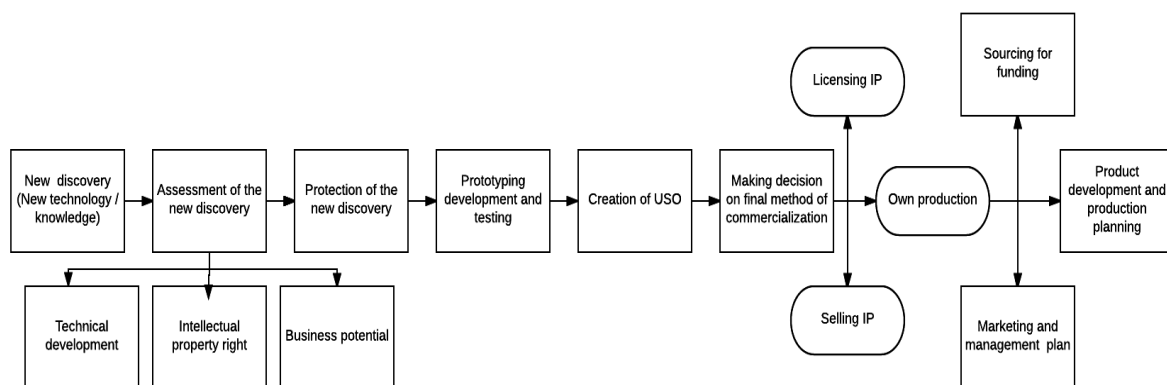 New discovery
(New technology /
knowledge)
Assessment of the
new discovery
Protection of the
new discovery
Prototyping
development and
testing
Creation of USO
Making decision
on final method of
commercialization
Licensing IP
Own production
Selling IP
Sourcing for
funding
Product
development and
production
planning
Marketing and
management plan
Technical
development
Intellectual
property right
Business potential